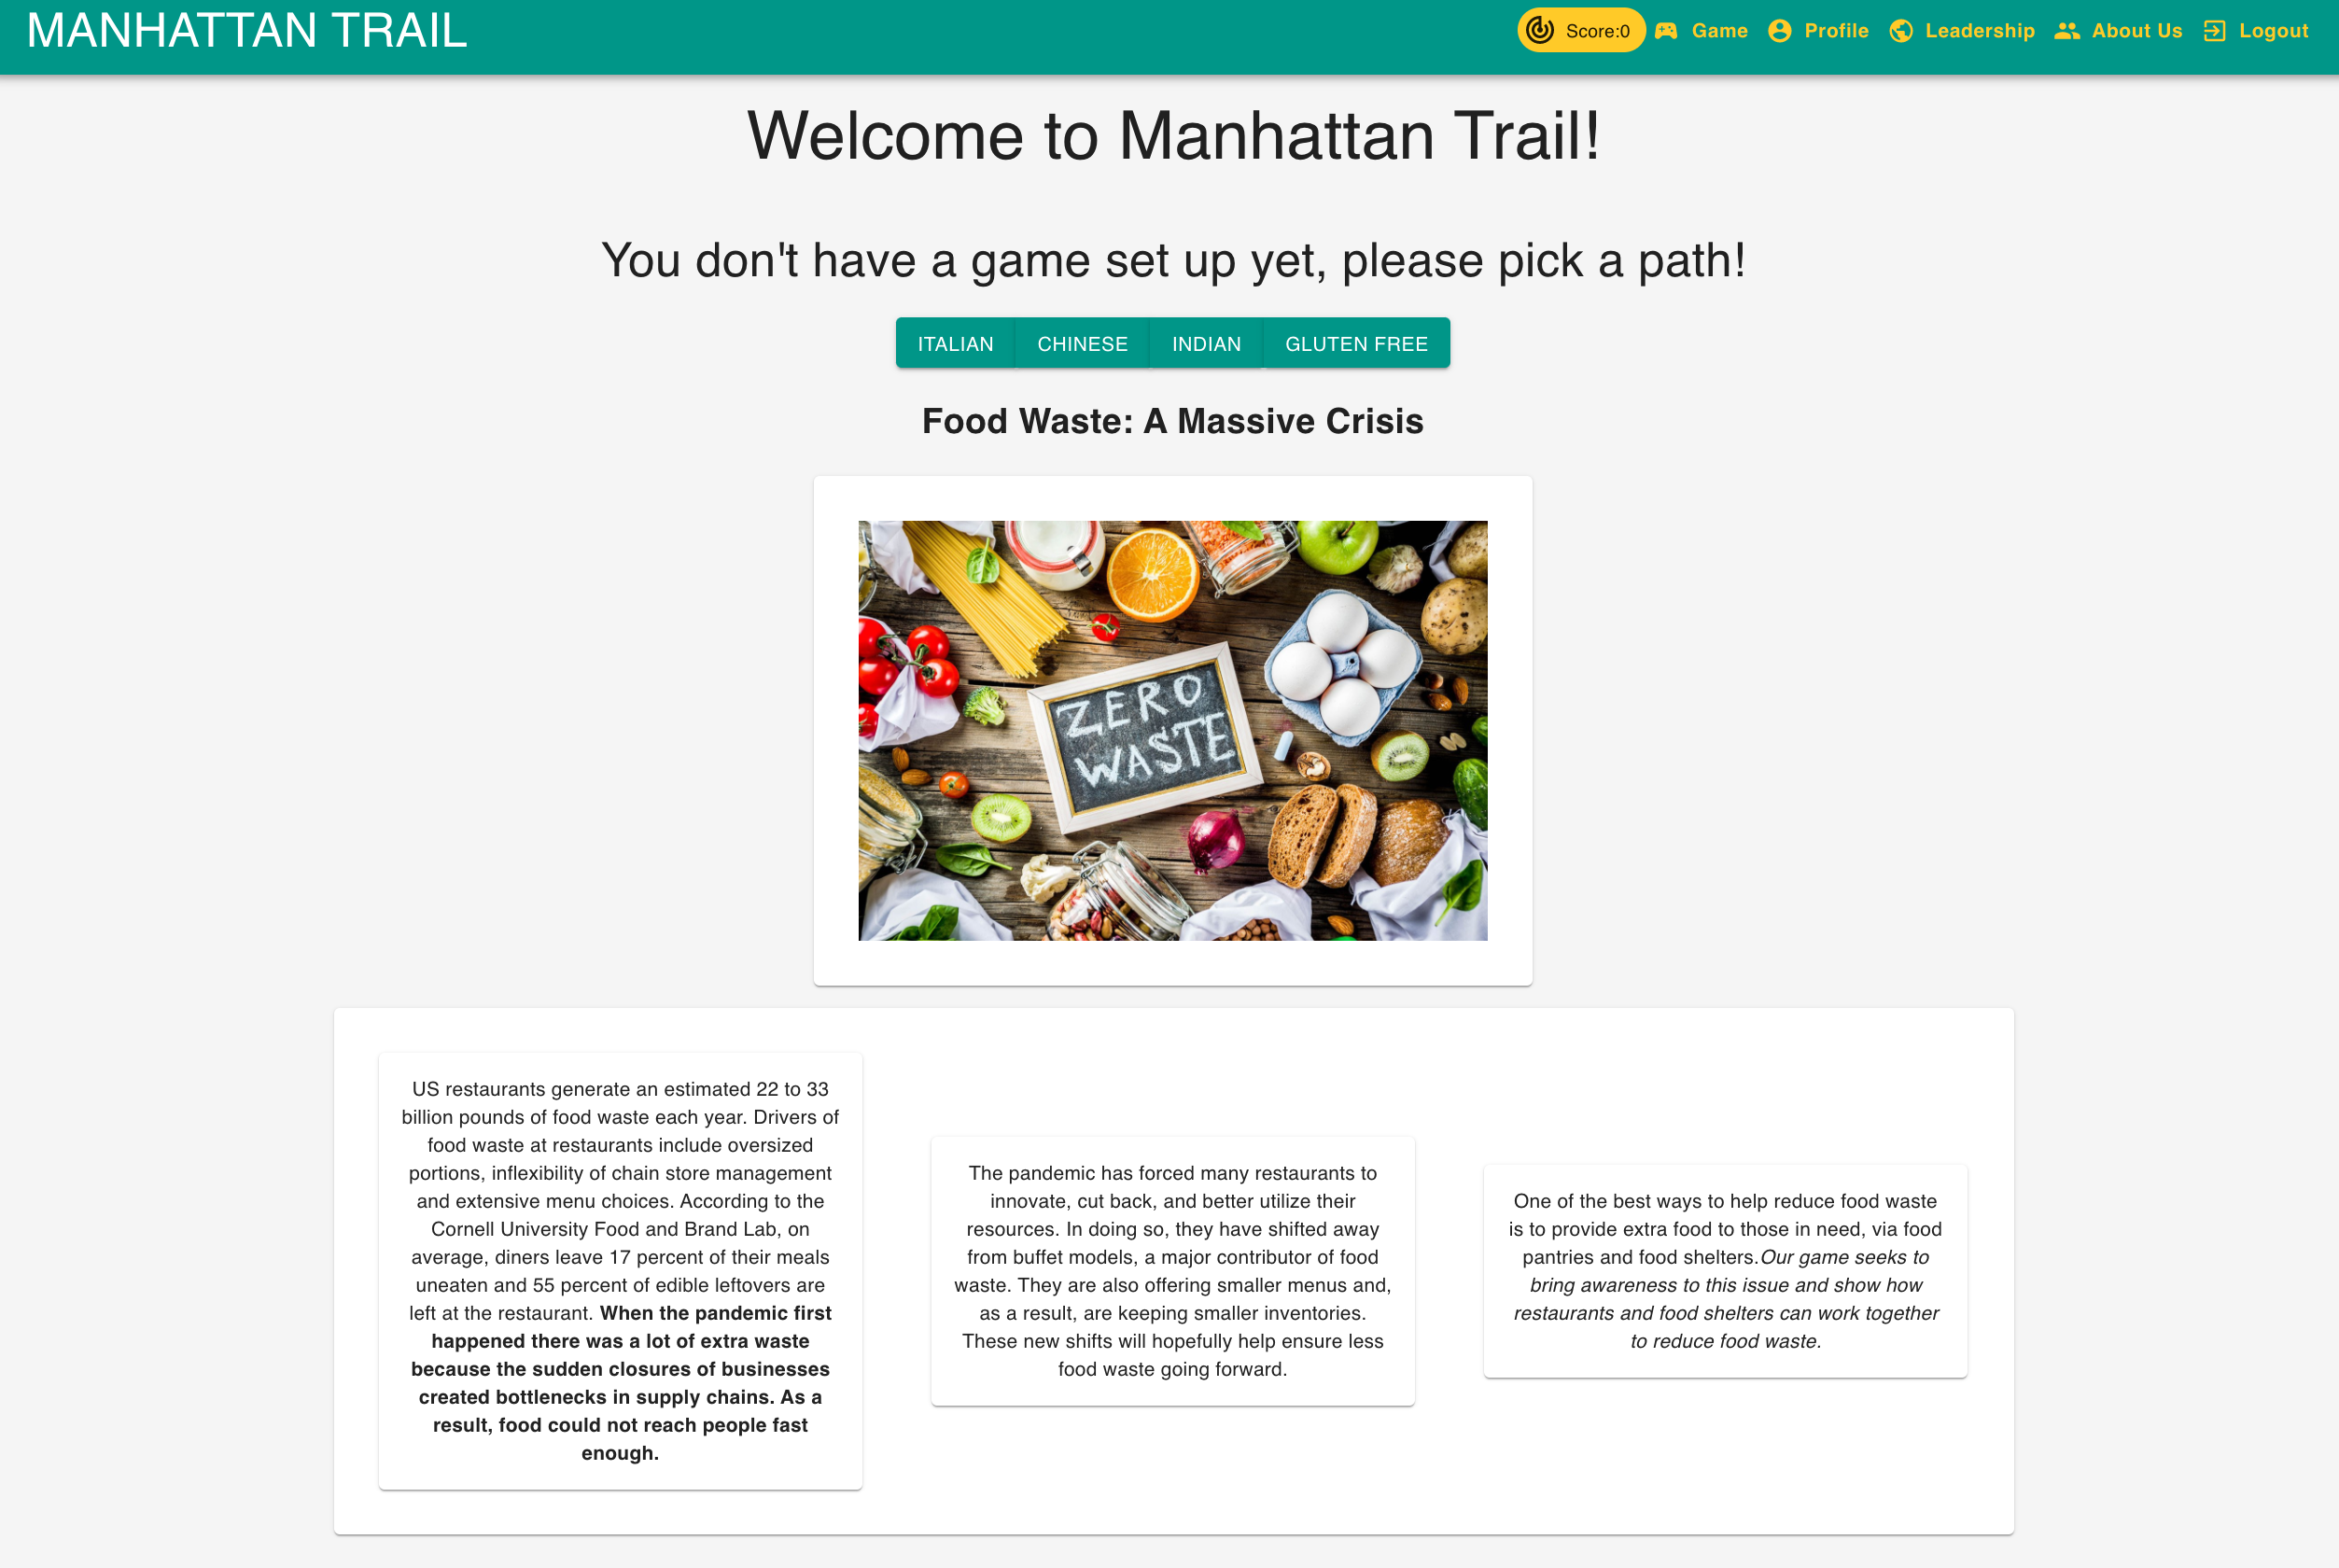 MANHATTAN TRAIL
Score:0
Game
Profile
Leadership
About Us
Logout
Welcome to Manhattan Trail!
You don't have a game set up yet, please pick a path!
ITALIAN
CHINESE
INDIAN
GLUTEN FREE
Food Waste: A Massive Crisis
ZERO
WASTE
US restaurants generate an estimated 22 to 33
billion pounds of food waste each year. Drivers of
food waste at restaurants include oversized
portions, inflexibility of chain store management
and extensive menu choices. According to the
Cornell University Food and Brand Lab, on
average, diners leave 17 percent of their meals
uneaten and 55 percent of edible leftovers are
left at the restaurant. When the pandemic first
happened there was a lot of extra waste
because the sudden closures of businesses
created bottlenecks in supply chains. As a
result, food could not reach people fast
enough.
The pandemic has forced many restaurants to
innovate, cut back, and better utilize their
resources. In doing so, they have shifted away
from buffet models, a major contributor of food
waste. They are also offering smaller menus and,
as a result, are keeping smaller inventories.
These new shifts will hopefully help ensure less
food waste going forward.
One of the best ways to help reduce food waste
is to provide extra food to those in need, via food
pantries and food shelters.Our game seeks to
bring awareness to this issue and show how
restaurants and food shelters can work together
to reduce food waste.